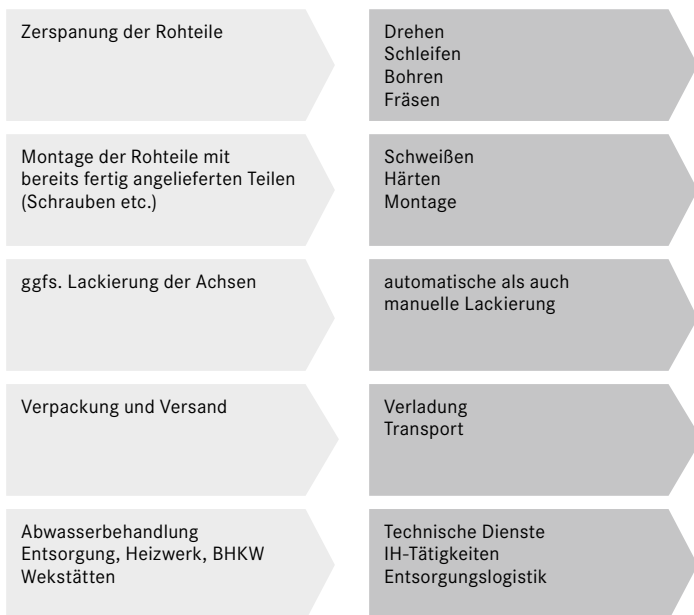 Zerspanung der Rohteile
Drehen
Schleifen
Bohren
Fräsen
Montage der Rohteile mit
bereits fertig angelieferten Teilen
(Schrauben etc.)
Schweißen
Härten
Montage
ggfs. Lackierung der Achsen
automatische als auch
manuelle Lackierung
Verpackung und Versand
Verladung
Transport
Abwasserbehandlung
Entsorgung, Heizwerk, BHKW
Wekstätten
Technische Dienste
IH-Tätigkeiten
Entsorgungslogistik